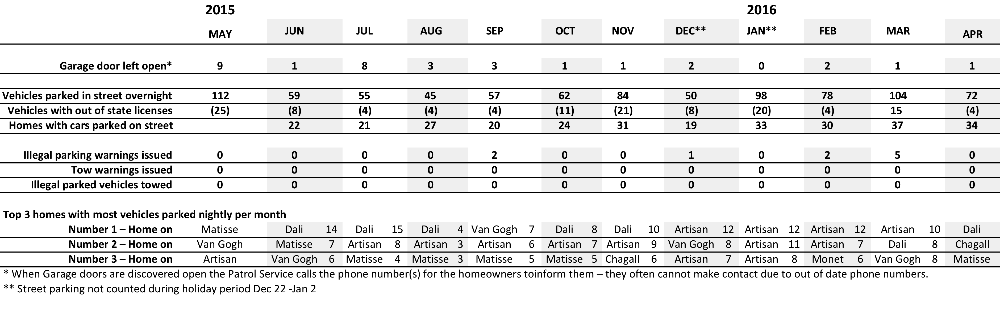 2015 2016
MAY JUN JUL AUG SEP OCT NOV DEC** JAN** FEB MAR APR
Garage door left open* 9 1 8 3 3 1 1 2 0 2 1 1
Vehicles parked in street overnight 112 59 55 45 57 62 84 50 98 78 104 72
Vehicles with out of state licenses (25) (8) (4) (4) (4) (11) (21) (8) (20) (4) 15 (4)
Homes with cars parked on street 22 21 27 20 24 31 19 33 30 37 34
Illegal parking warnings issued 0 0 0 0 2 0 0 1 0 2 5 0
Tow warnings issued 0 0 0 0 0 0 0 0 0 0 0 0
Illegal parked vehicles towed 0 0 0 0 0 0 0 0 0 0 0 0
Top 3 homes with most vehicles parked nightly per month
Number 1 – Home on Matisse Dali 14 Dali 15 Dali 4 Van Gogh 7 Dali 8 Dali 10 Artisan 12 Artisan 12 Artisan 12 Artisan 10 Dali
Number 2 – Home on Van Gogh Matisse 7 Artisan 8 Artisan 3 Artisan 6 Artisan 7 Artisan 9 Van Gogh 8 Artisan 11 Artisan 7 Dali 8 Chagall
Number 3 – Home on Artisan Van Gogh 6 Matisse 4 Matisse 3 Matisse 5 Matisse 5 Chagall 6 Artisan 7 Artisan 8 Monet 6 Van Gogh 8 Matisse
* When Garage doors are discovered open the Patrol Service calls the phone number(s) for the homeowners toinform them – they often cannot make contact due to out of date phone numbers.
** Street parking not counted during holiday period Dec 22 -Jan 2